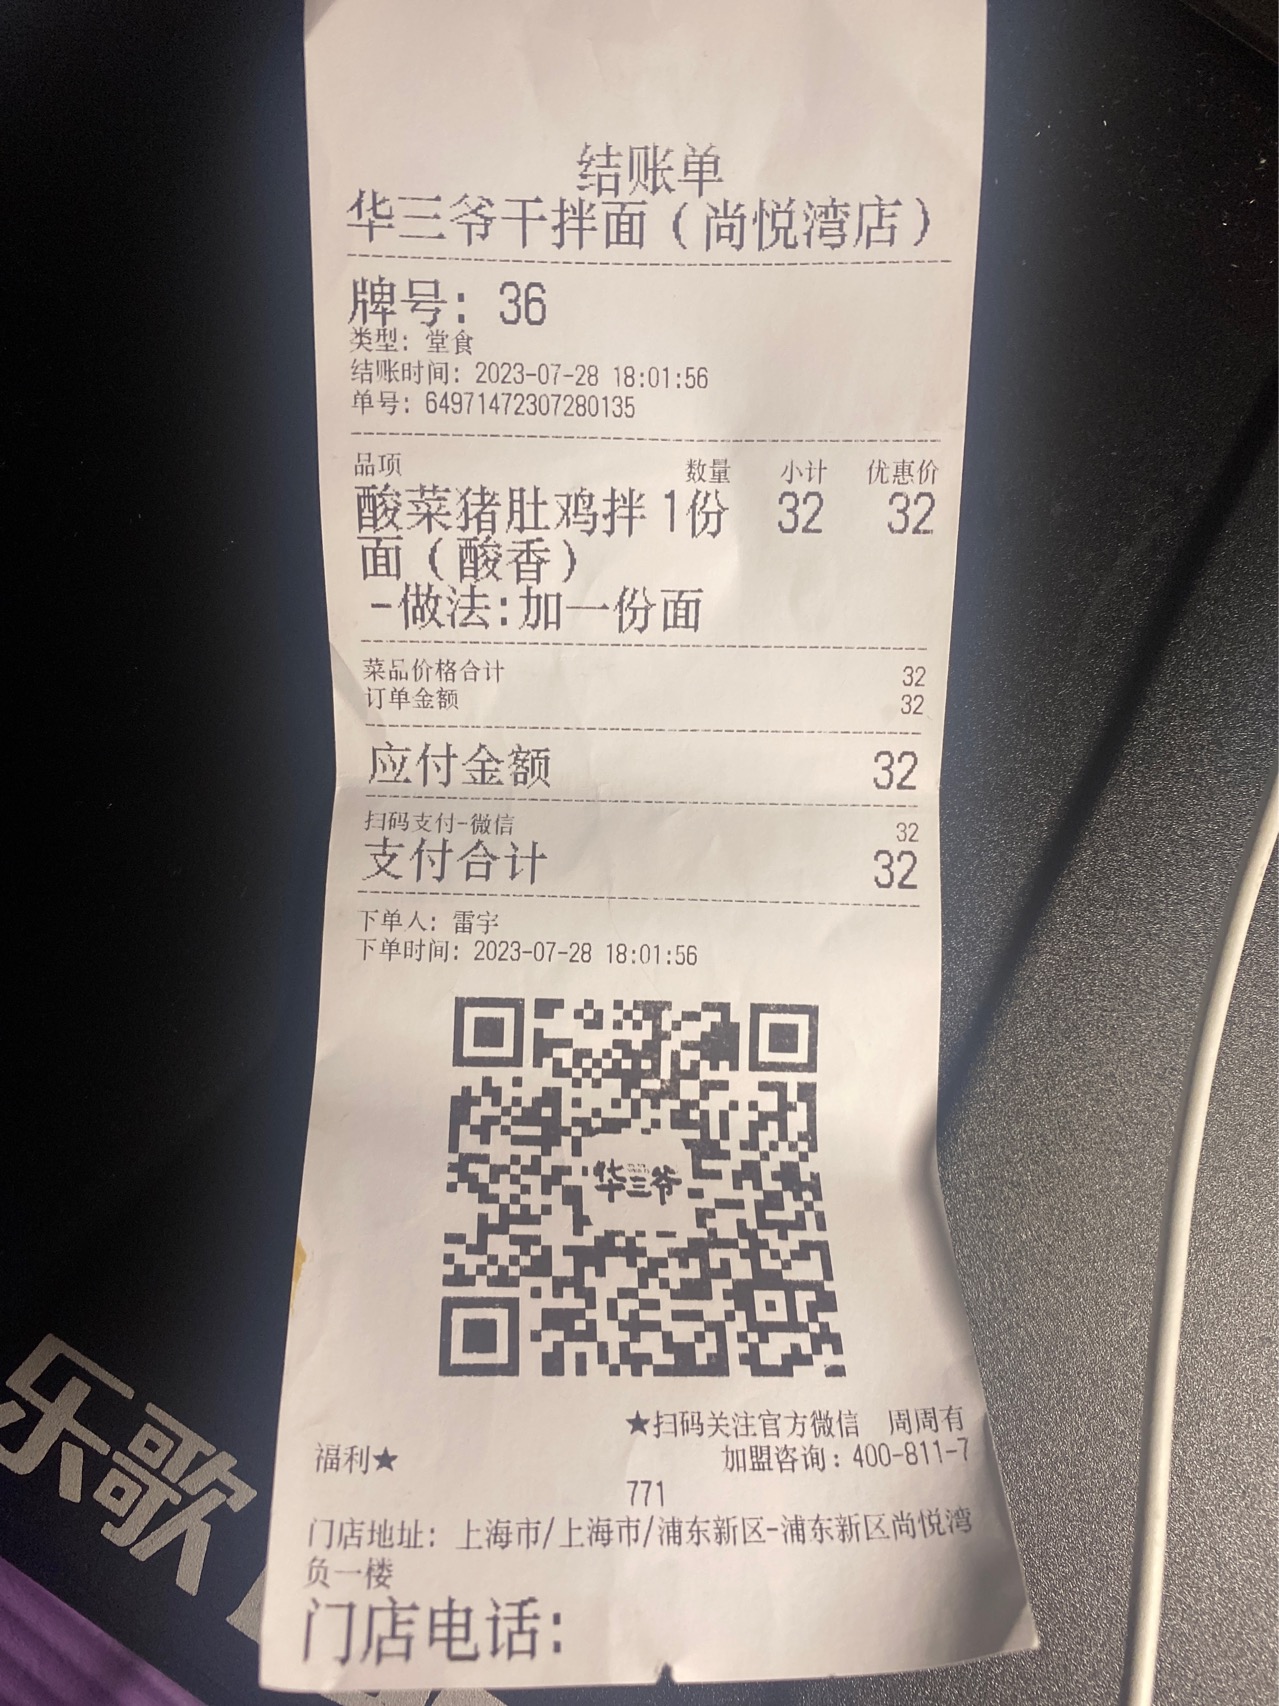 结账单
华三爷干拌面（尚悦湾店）
牌号：36
类型：堂食
结账时间：2023-07-28 18:01:56
单号：64971472307280135
品项 数量 小计 优惠价
酸菜猪肚鸡拌 1份 32 32
面（酸香）
-做法:加一份面
菜品价格合计 32
订单金额 32
应付金额 32
扫码支付-微信 32
支付合计 32
下单人：雷宇
下单时间：2023-07-28 18:01:56
华三爷
★扫码关注官方微信 周周有
福利★ 加盟咨询：400-811-7
771
门店地址：上海市/上海市/浦东新区-浦东新区尚悦湾
负一楼
门店电话：
乐歌